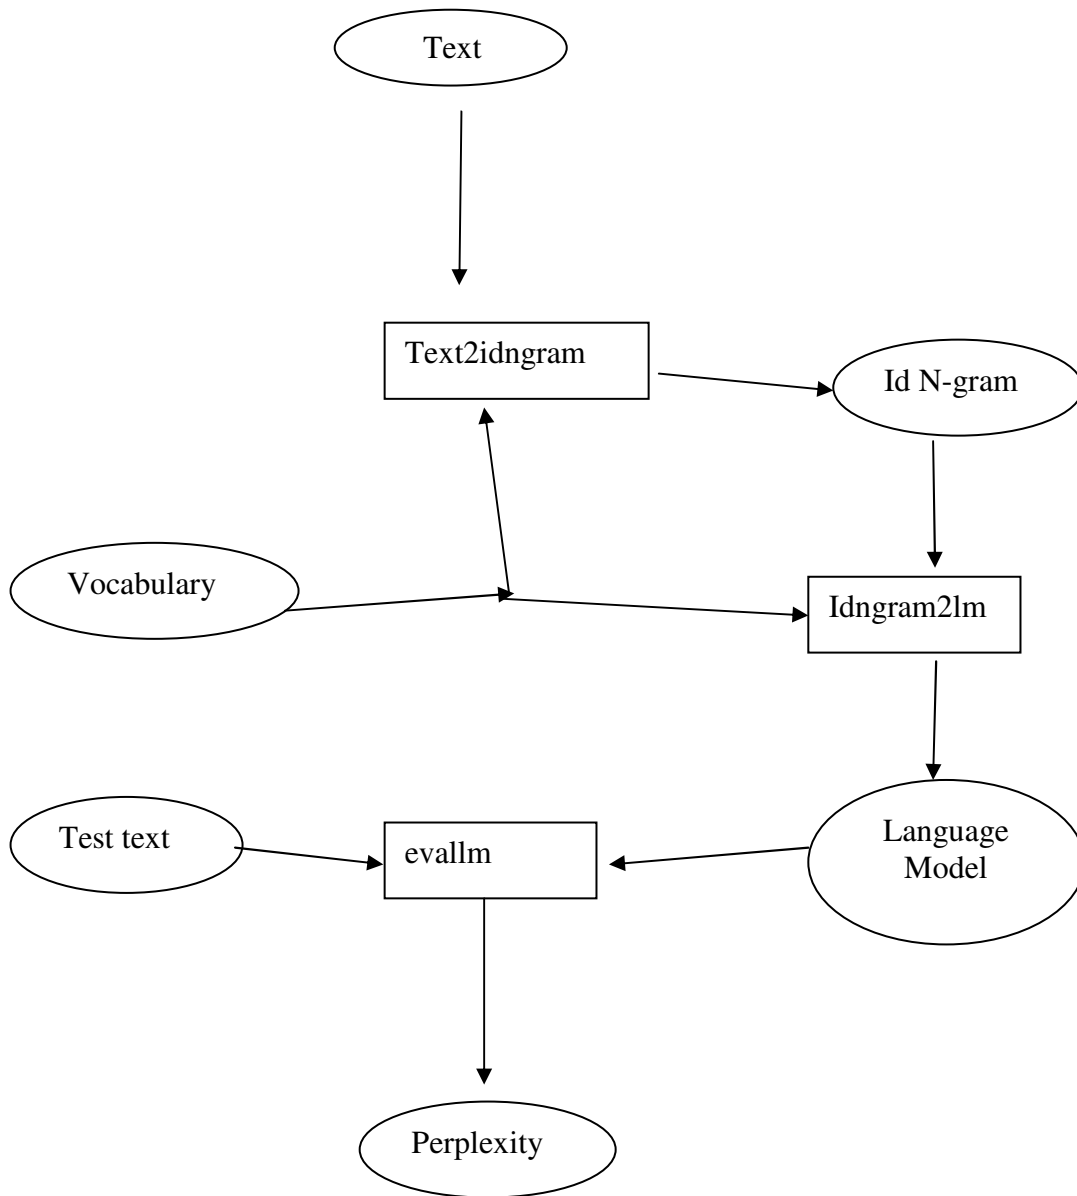 Text
Text2idngram
Id N-gram
Vocabulary
Idngram2lm
Test text
evallm
Language
Model
Perplexity